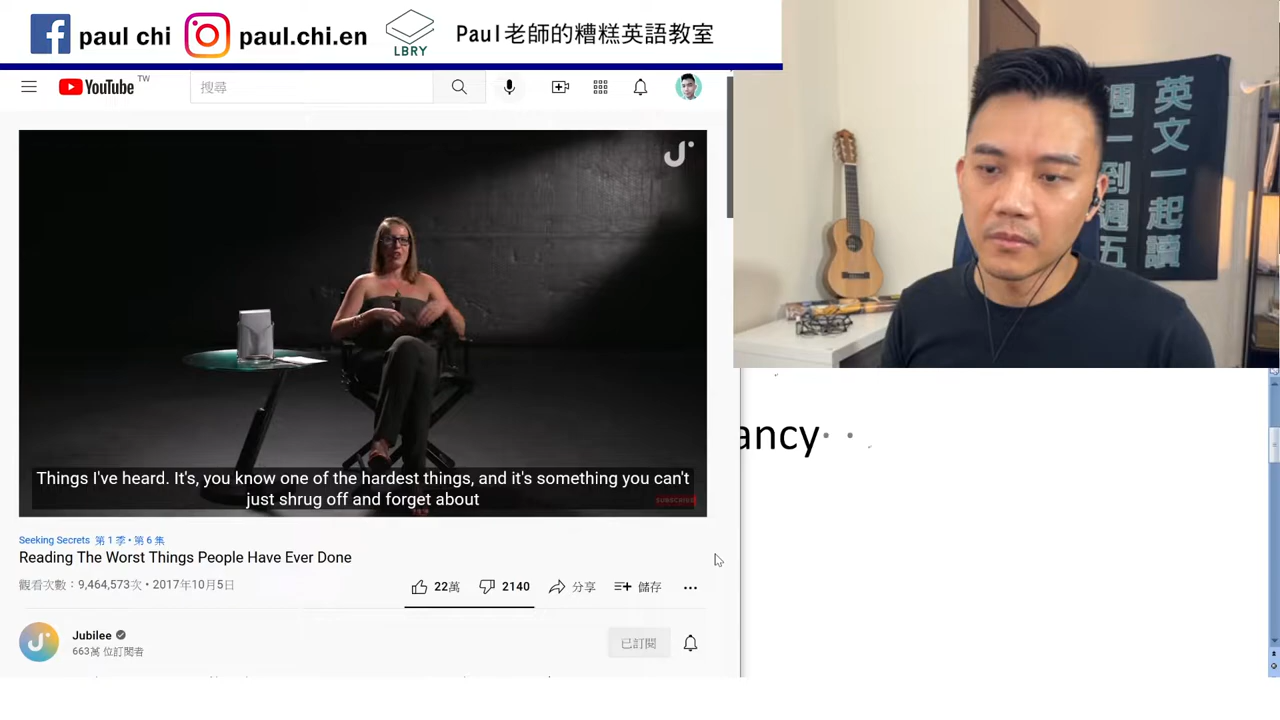 paul chi
paul.chi.en
LBRY
Paul老師的糟糕英語教室
YouTube TW
搜尋
Things I've heard. It's, you know one of the hardest things, and it's something you can't
just shrug off and forget about
SUBSCRIBE
Seeking Secrets 第 1 季 • 第 6 集
Reading The Worst Things People Have Ever Done
觀看次數：9,464,573次 • 2017年10月5日
22萬
2140
分享
儲存
Jubilee
663萬 位訂閱者
已訂閱
英文一起讀
週一到週五
ancy